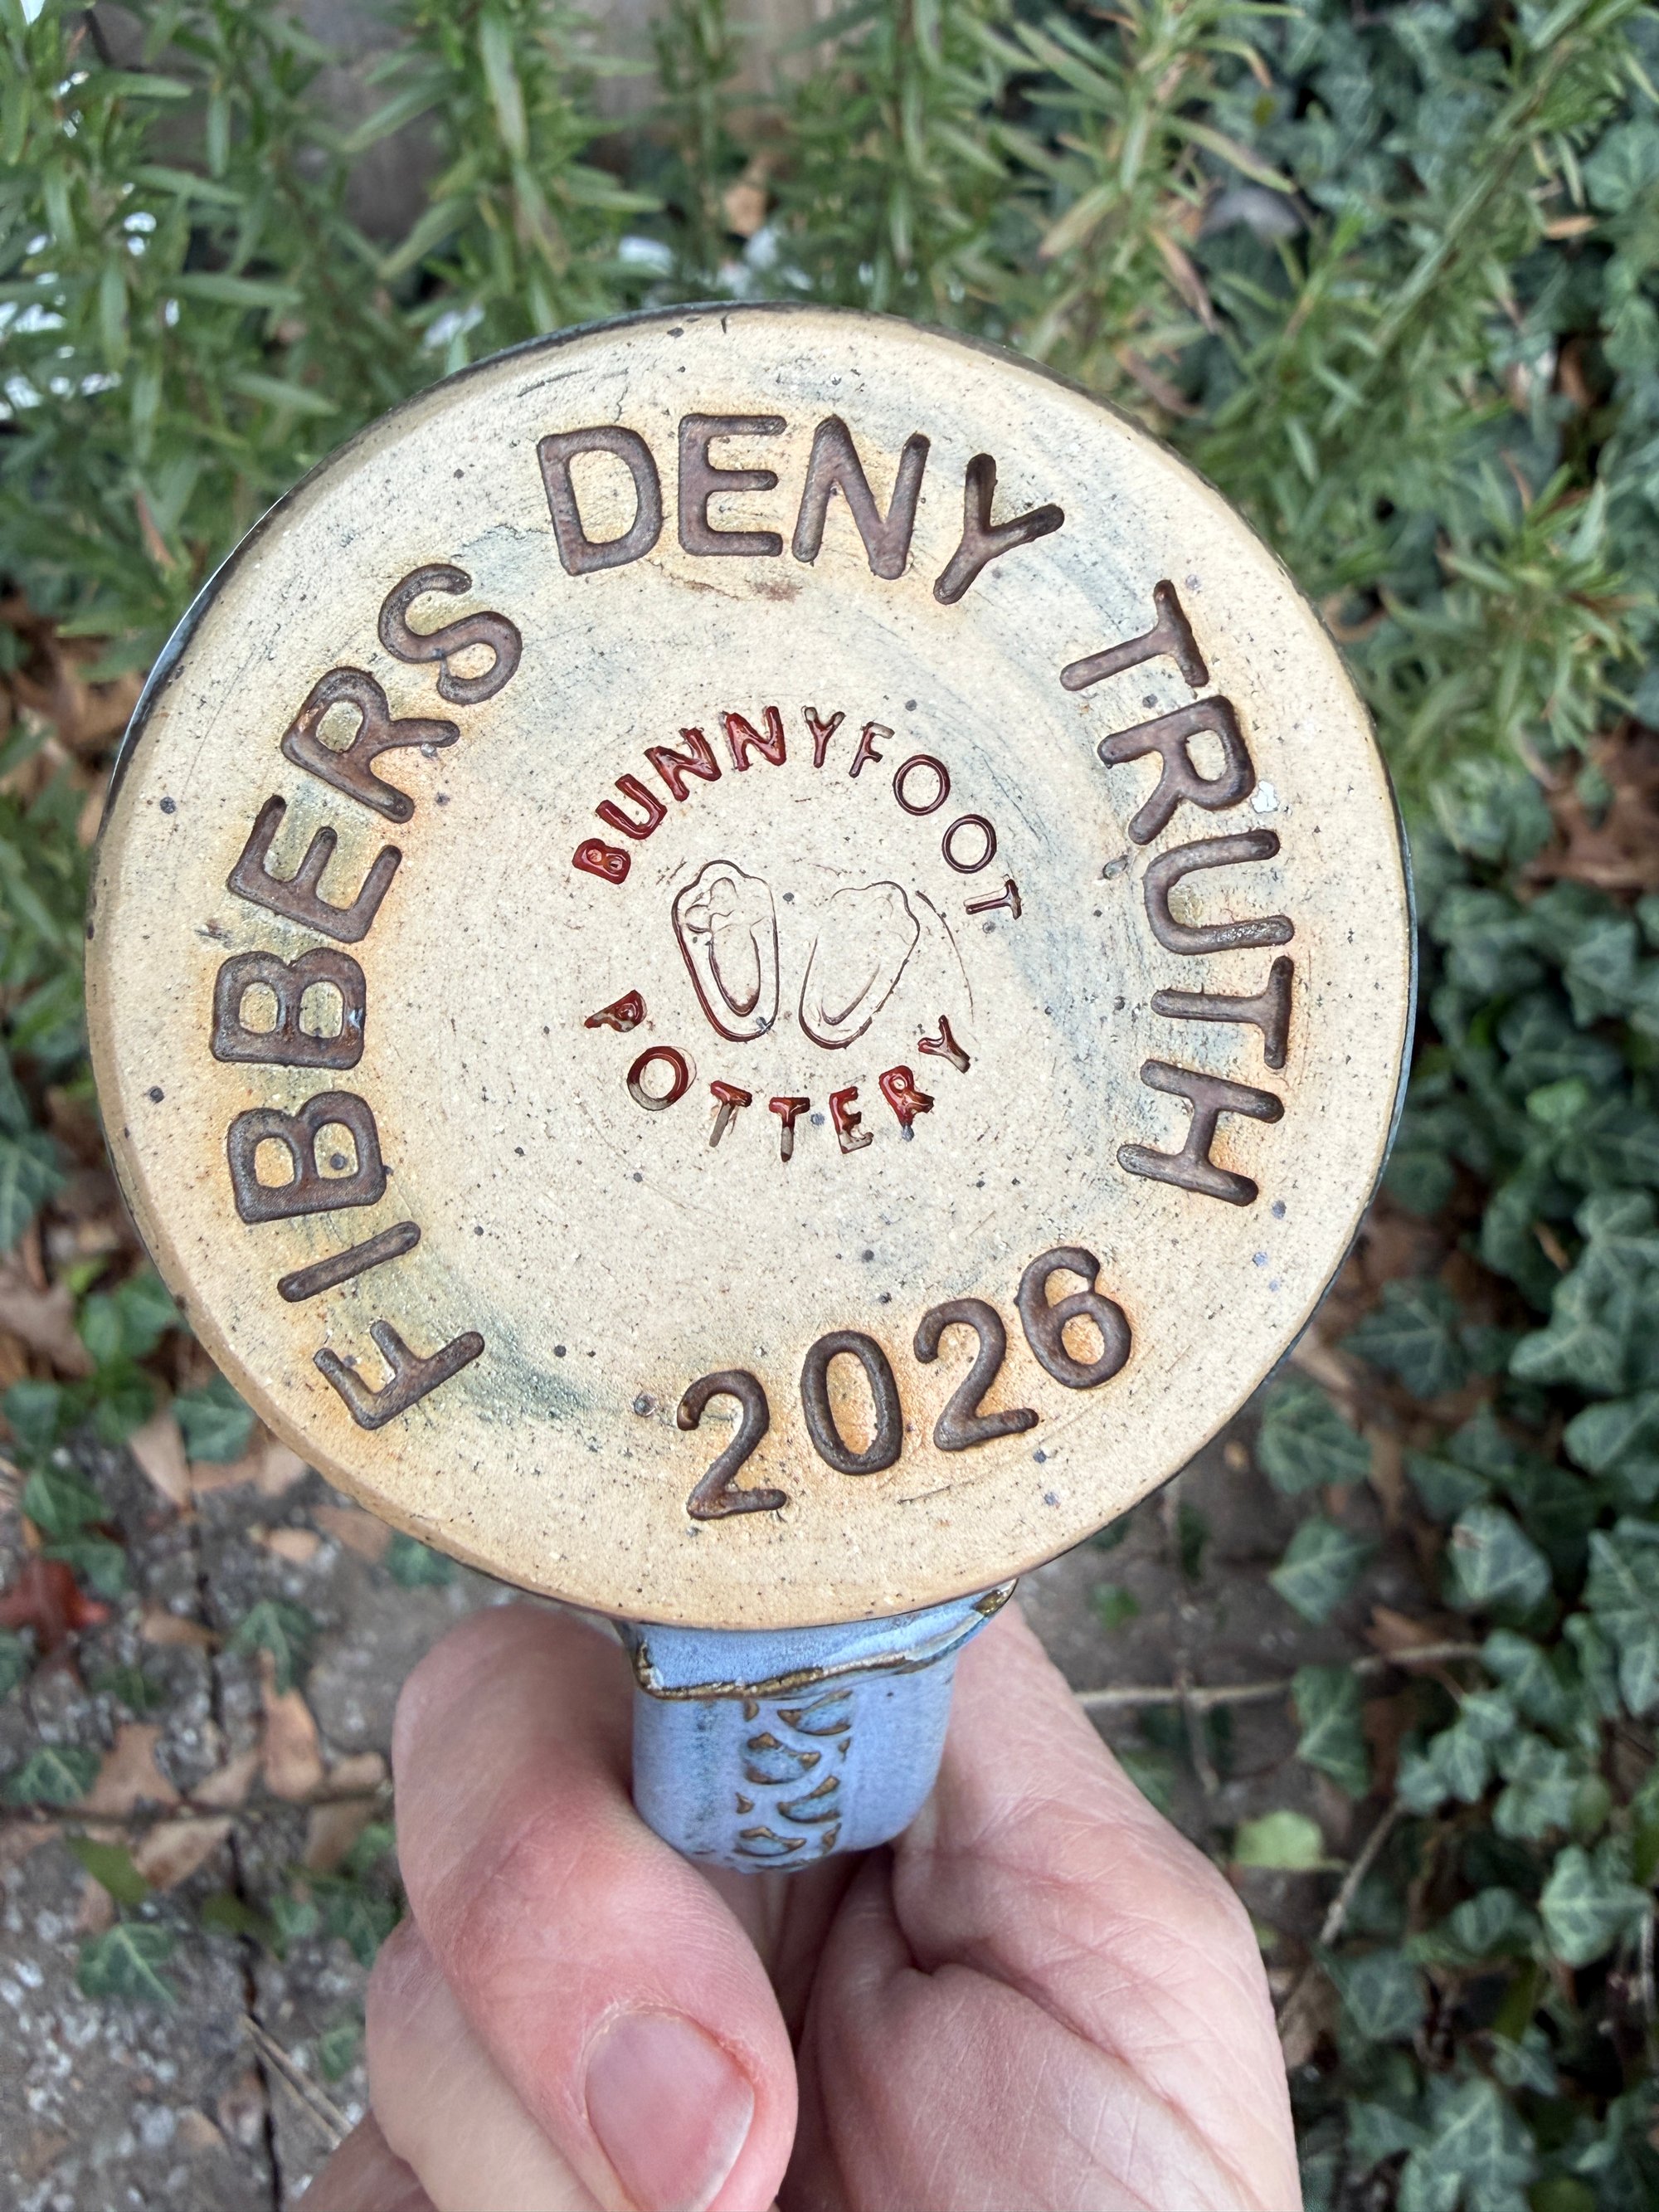 FIBBERS DENY TRUTH
2026
BUNNYFOOT
POTTERY